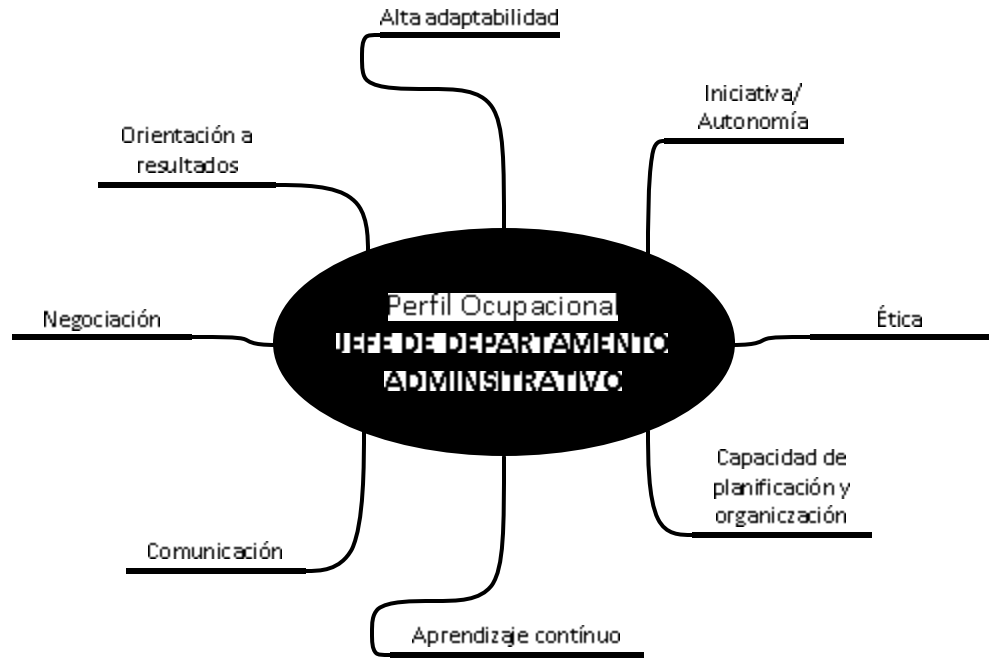 Alta adaptabilidad
Iniciativa/
Autonomía
Orientación a
resultados
Negociación
Perfil Ocupacional
JEFE DE DEPARTAMENTO
ADMINSITRATIVO
Ética
Capacidad de
planificación y
organiczación
Comunicación
Aprendizaje contínuo